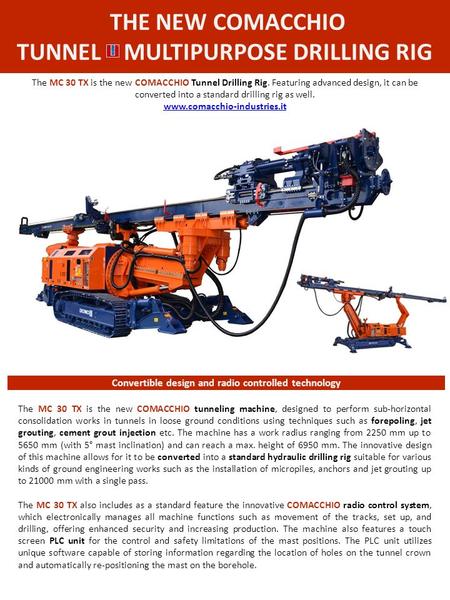 THE NEW COMACCHIO
TUNNEL MULTIPURPOSE DRILLING RIG
The MC 30 TX is the new COMACCHIO Tunnel Drilling Rig. Featuring advanced design, it can be
converted into a standard drilling rig as well.
www.comacchio-industries.it
Convertible design and radio controlled technology
The MC 30 TX is the new COMACCHIO tunneling machine, designed to perform sub-horizontal
consolidation works in tunnels in loose ground conditions using techniques such as forepoling, jet
grouting, cement grout injection etc. The machine has a work radius ranging from 2250 mm up to
5650 mm (with 5° mast inclination) and can reach a max. height of 6950 mm. The innovative design
of this machine allows for it to be converted into a standard hydraulic drilling rig suitable for various
kinds of ground engineering works such as the installation of micropiles, anchors and jet grouting up
to 21000 mm with a single pass.
The MC 30 TX also includes as a standard feature the innovative COMACCHIO radio control system,
which electronically manages all machine functions such as movement of the tracks, set up, and
drilling, offering enhanced security and increasing production. The machine also features a touch
screen PLC unit for the control and safety limitations of the mast positions. The PLC unit utilizes
unique software capable of storing information regarding the location of holes on the tunnel crown
and automatically re-positioning the mast on the borehole.